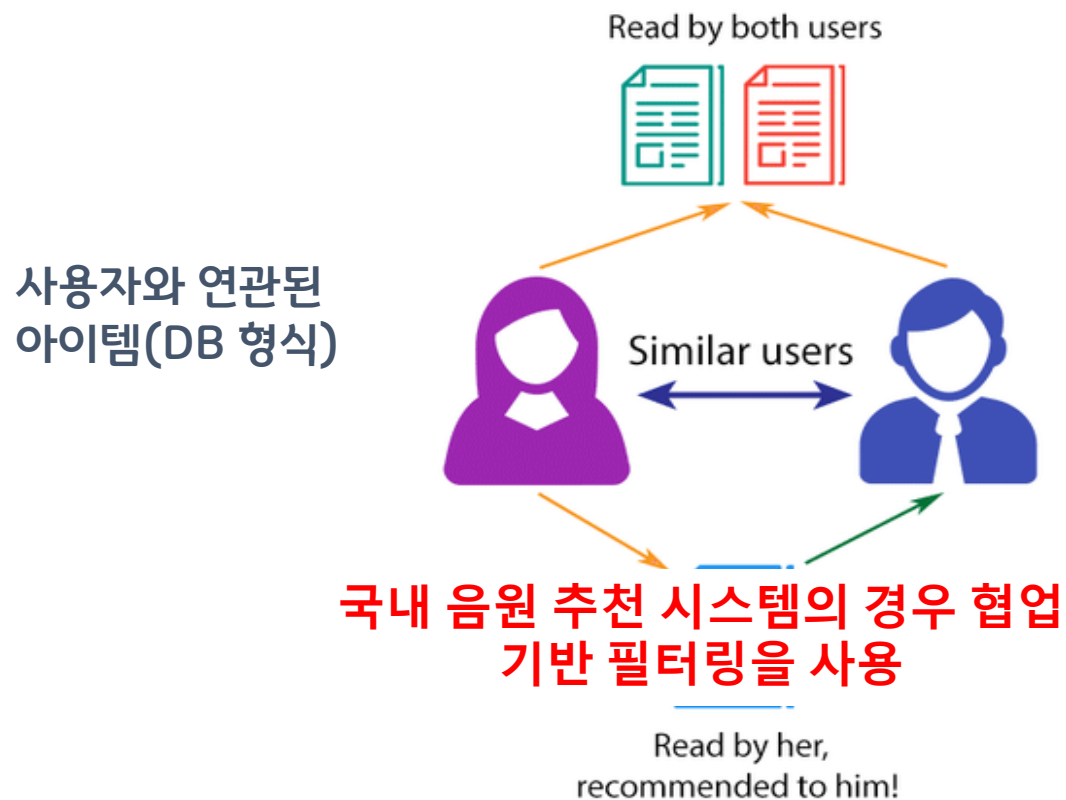 Read by both users
사용자와 연관된
아이템(DB 형식)
Similar users
국내 음원 추천 시스템의 경우 협업
기반 필터링을 사용
Read by her,
recommended to him!